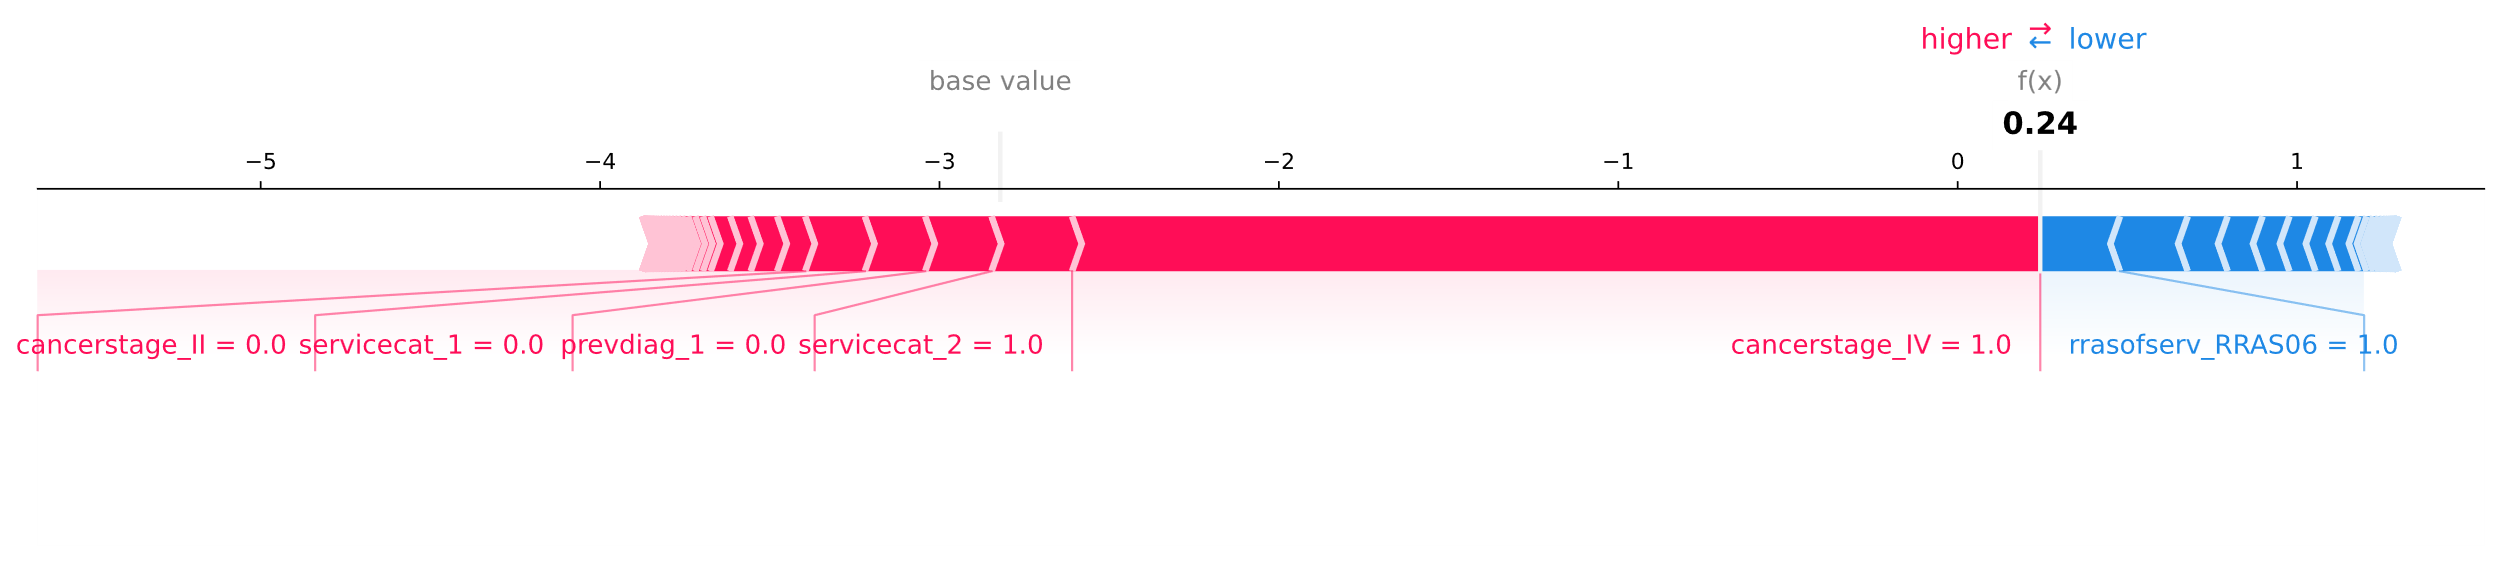 higher ⇄ lower
base value f(x)
0.24
−5 −4 −3 −2 −1 0 1
cancerstage_II = 0.0 servicecat_1 = 0.0 prevdiag_1 = 0.0 servicecat_2 = 1.0 cancerstage_IV = 1.0 rrasofserv_RRAS06 = 1.0